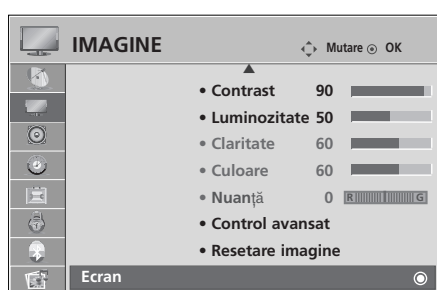 IMAGINE Mutare OK
• Contrast 90
• Luminozitate 50
• Claritate 60
• Culoare 60
• Nuanță 0 R G
• Control avansat
• Resetare imagine
Ecran